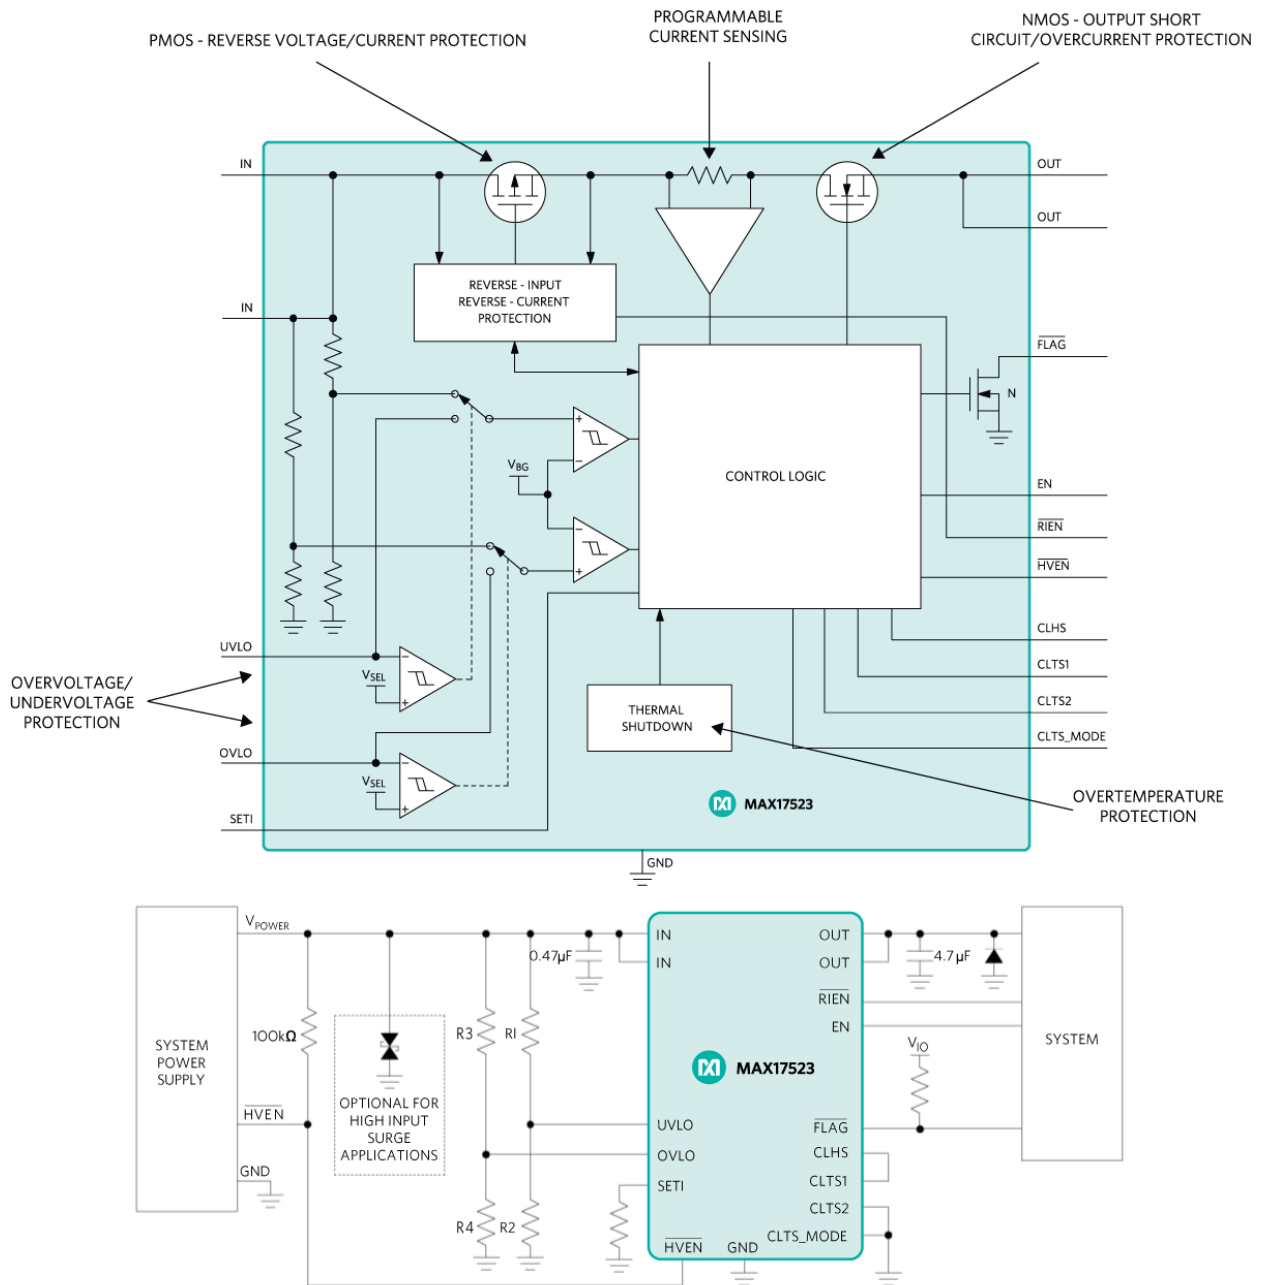 PROGRAMMABLE
CURRENT SENSING
NMOS - OUTPUT SHORT
CIRCUIT/OVERCURRENT PROTECTION
PMOS - REVERSE VOLTAGE/CURRENT PROTECTION
IN
OUT
OUT
REVERSE - INPUT
REVERSE - CURRENT
PROTECTION
IN
FLAG
N
VBG
CONTROL LOGIC
EN
RIEN
HVEN
UVLO
VSEL
CLHS
CLTS1
CLTS2
CLTS_MODE
OVERVOLTAGE/
UNDERVOLTAGE
PROTECTION
THERMAL
SHUTDOWN
OVLO
VSEL
SETI
MAX17523
OVERTEMPERATURE
PROTECTION
GND
VPOWER
SYSTEM
POWER
SUPPLY
HVEN
GND
100kΩ
OPTIONAL FOR
HIGH INPUT
SURGE
APPLICATIONS
R3
R1
R4
R2
0.47µF
IN
IN
UVLO
OVLO
SETI
HVEN
GND
MAX17523
OUT
OUT
RIEN
EN
FLAG
CLHS
CLTS1
CLTS2
CLTS_MODE
4.7µF
VIO
SYSTEM